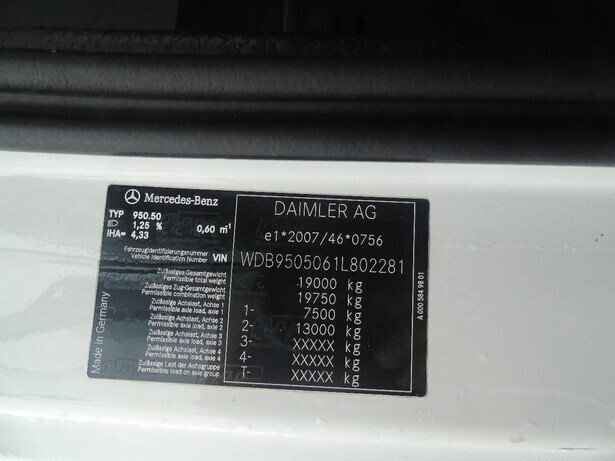 Mercedes-Benz
TYP 950.50
1,25 % 0,60 m¹
IHA= 4,33
Fahrzeugidentifizierungsnummer
Vehicle Identification Number VIN
Zulässiges Gesamtgewicht
Permissible total weight
Zulässiges Zug-Gesamtgewicht
Permissible combination weight
Zulässige Achslast, Achse 1
Permissible axle load, axle 1
Zulässige Achslast, Achse 2
Permissible axle load, axle 2
Zulässige Achslast, Achse 3
Permissible axle load, axle 3
Zulässige Achslast, Achse 4
Permissible axle load, axle 4
Zulässige Last der Achsgruppe
Permissible load on axle group
DAIMLER AG
e1*2007/46*0756
WDB9505061L802281
19000 kg
19750 kg
1- 7500 kg
2- 13000 kg
3- XXXXX kg
4- XXXXX kg
T- XXXXX kg
Made in Germany
A 000 584 98 01